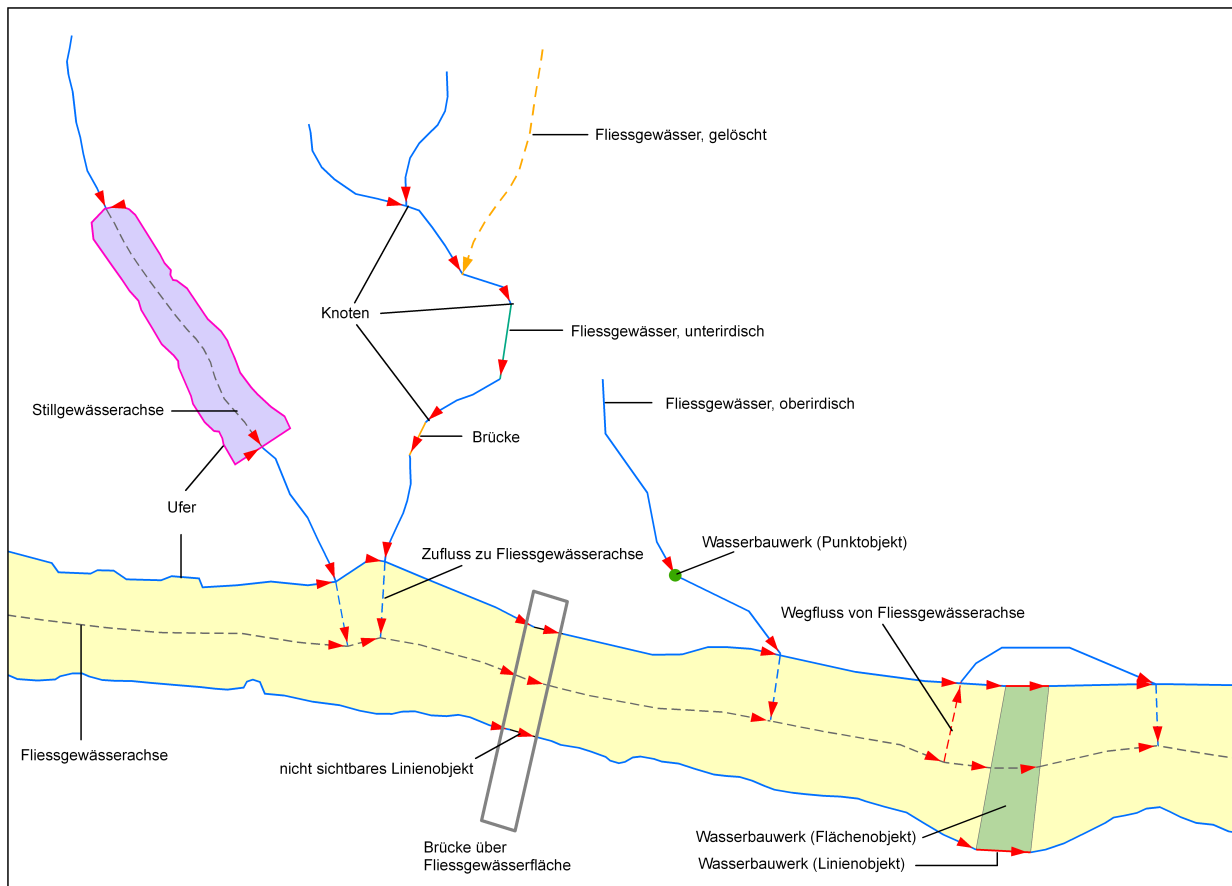 Fliessgewässer, gelöscht
Knoten
Fliessgewässer, unterirdisch
Stillgewässerachse
Fliessgewässer, oberirdisch
Brücke
Ufer
Wasserbauwerk (Punktobjekt)
Zufluss zu Fliessgewässerachse
Wegfluss von Fliessgewässerachse
Fliessgewässerachse
nicht sichtbares Linienobjekt
Brücke über
Fliessgewässerfläche
Wasserbauwerk (Flächenobjekt)
Wasserbauwerk (Linienobjekt)